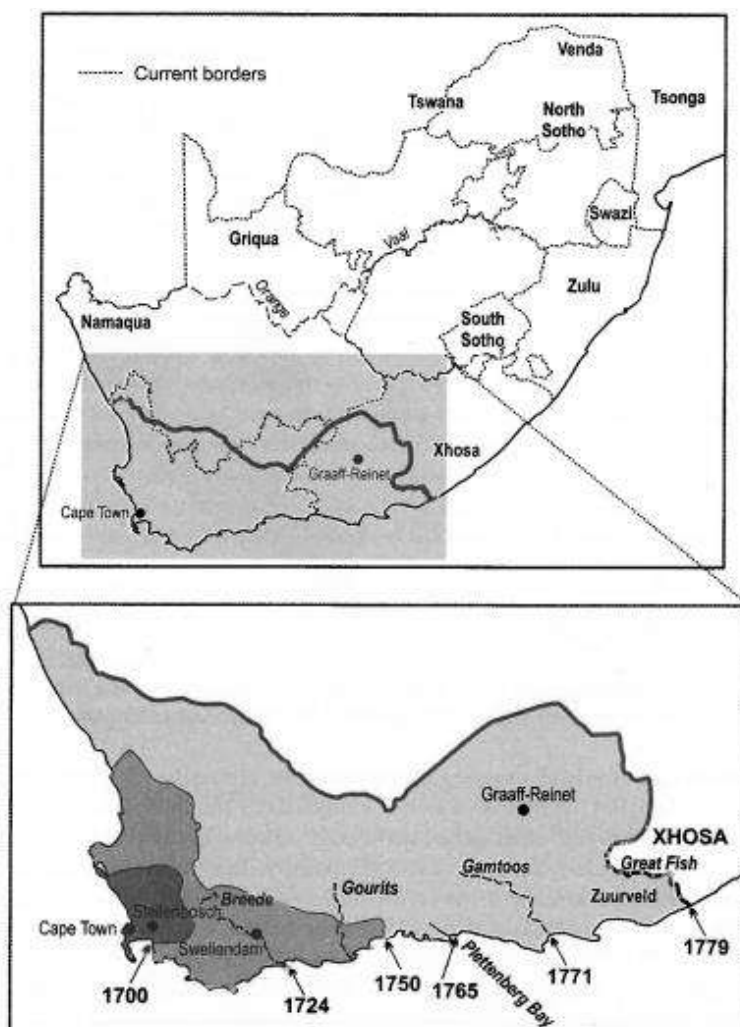 Current borders
Venda
Tswana
Tsonga
North
Sotho
Swazi
Griqua
Vaal
Zulu
Orange
Namaqua
South
Sotho
Xhosa
Graaff-Reinet
Cape Town
Graaff-Reinet
XHOSA
Great Fish
Gamtoos
Zuurveld
Gourits
Breede
Stellenbosch
Cape Town
Swellendam
Plettenberg Bay
1700
1724
1750
1765
1771
1779